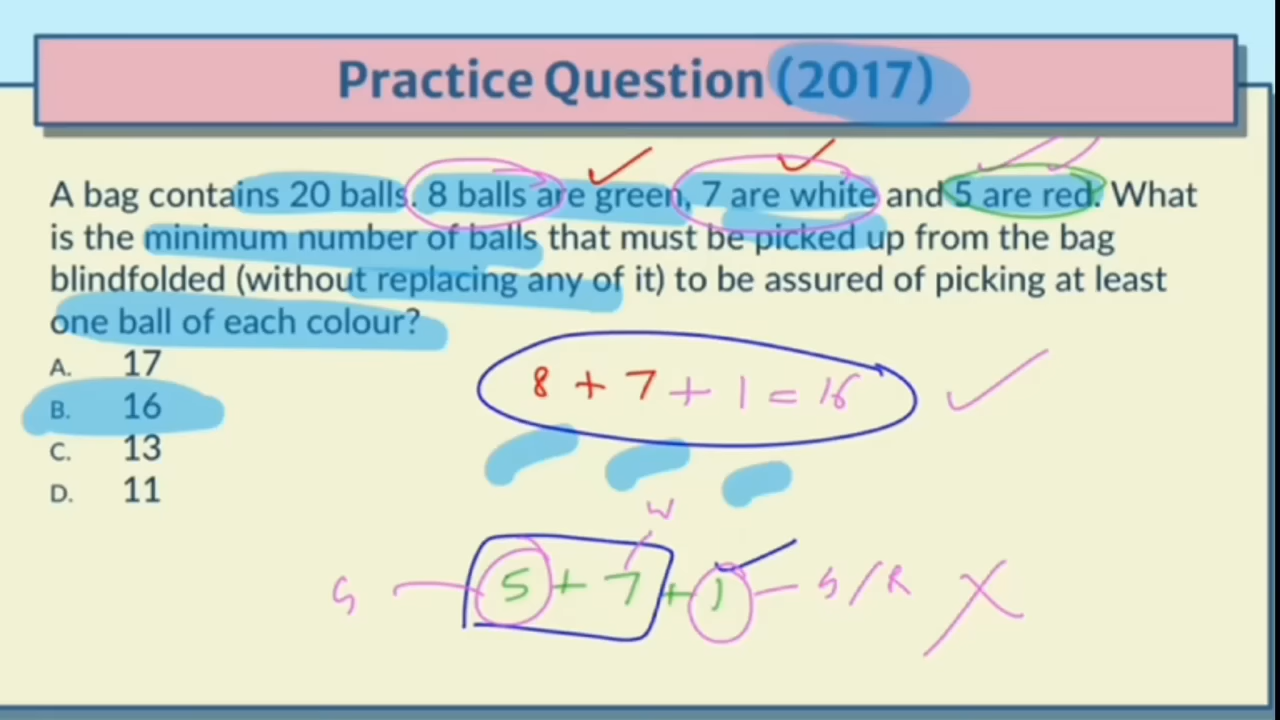 Practice Question (2017)
A bag contains 20 balls. 8 balls are green, 7 are white and 5 are red. What
is the minimum number of balls that must be picked up from the bag
blindfolded (without replacing any of it) to be assured of picking at least
one ball of each colour?
A. 17
B. 16
C. 13
D. 11
8 + 7 + 1 = 16
W
G 5 + 7 + 1 G/R